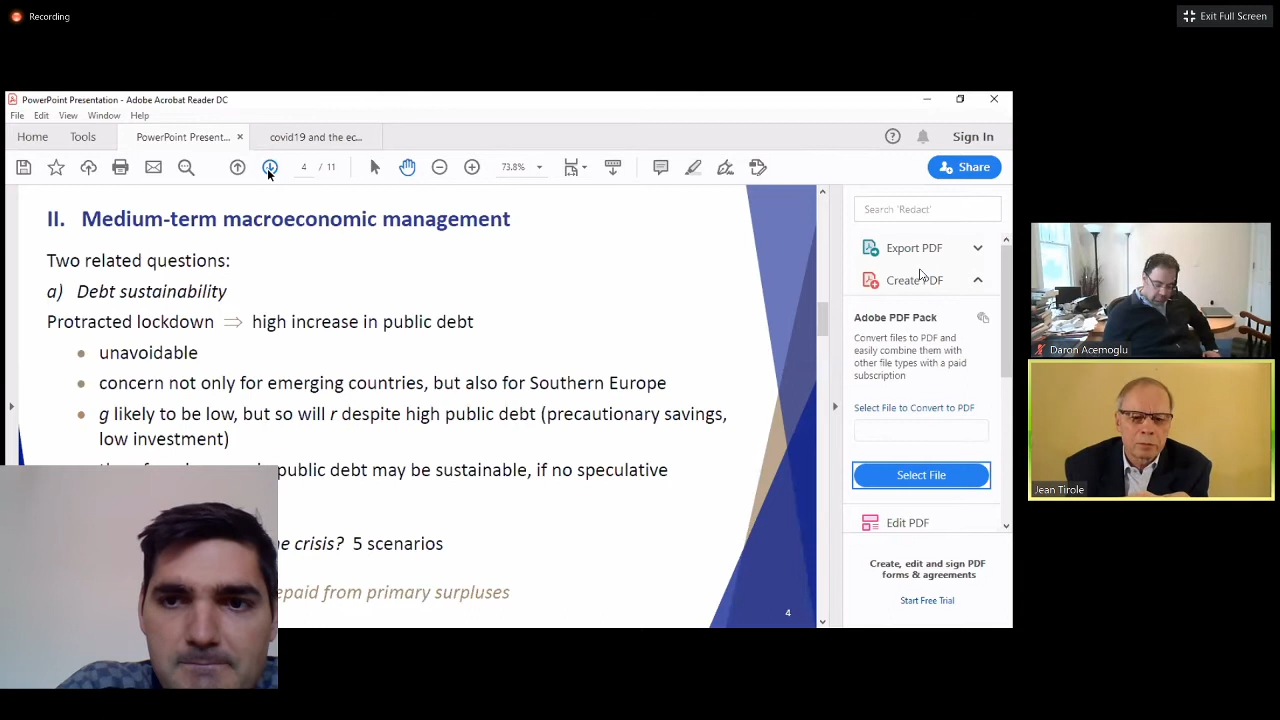 Recording
Exit Full Screen
PowerPoint Presentation - Adobe Acrobat Reader DC
File Edit View Window Help
Home Tools PowerPoint Present... × covid19 and the ec...
Sign In
4 / 11
73.8%
Share
II. Medium-term macroeconomic management
Two related questions:
a) Debt sustainability
Protracted lockdown ⇒ high increase in public debt
• unavoidable
• concern not only for emerging countries, but also for Southern Europe
• g likely to be low, but so will r despite high public debt (precautionary savings,
low investment)
public debt may be sustainable, if no speculative
crisis? 5 scenarios
from primary surpluses
4
Search 'Redact'
Export PDF
Create PDF
Adobe PDF Pack
Convert files to PDF and
easily combine them with
other file types with a paid
subscription
Select File to Convert to PDF
Select File
Edit PDF
Create, edit and sign PDF
forms & agreements
Start Free Trial
Daron Acemoglu
Jean Tirole